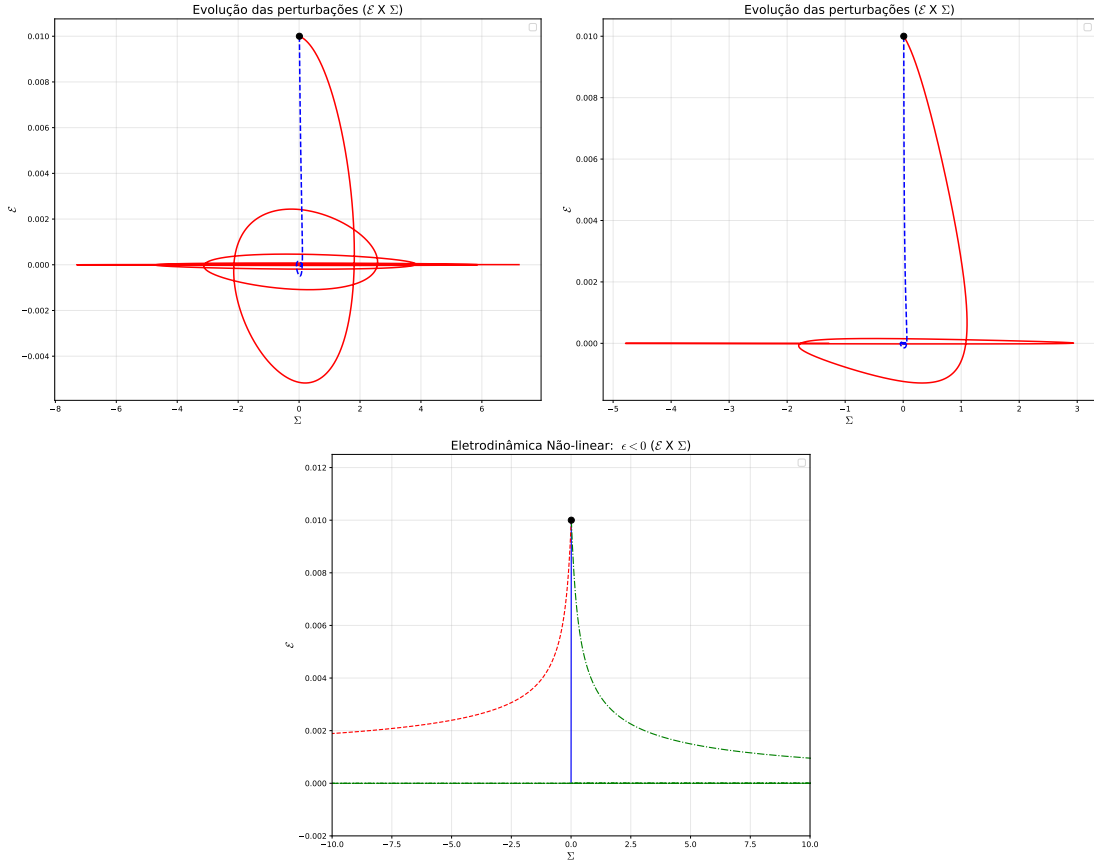 Evolução das perturbações (ℰ X Σ)
0.010
0.008
0.006
0.004
0.002
0.000
−0.002
−0.004
ℰ
−8 −6 −4 −2 0 2 4 6
Σ
Evolução das perturbações (ℰ X Σ)
0.010
0.008
0.006
0.004
0.002
0.000
ℰ
−5 −4 −3 −2 −1 0 1 2 3
Σ
Eletrodinâmica Não-linear: ϵ < 0 (ℰ X Σ)
0.012
0.010
0.008
0.006
0.004
0.002
0.000
−0.002
ℰ
−10.0 −7.5 −5.0 −2.5 0.0 2.5 5.0 7.5 10.0
Σ